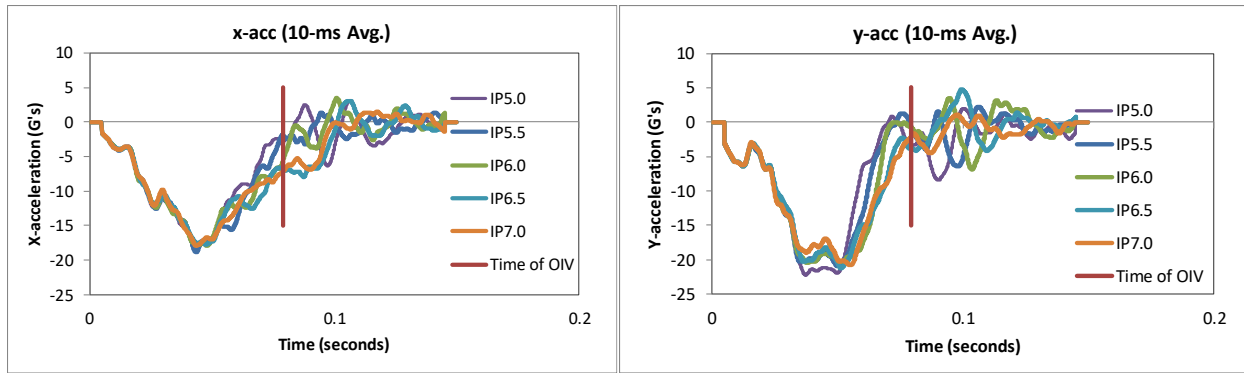 x-acc (10-ms Avg.)
10
5
0
-5
-10
-15
-20
-25
X-acceleration (G's)
0
0.1
0.2
Time (seconds)
IP5.0
IP5.5
IP6.0
IP6.5
IP7.0
Time of OIV
y-acc (10-ms Avg.)
10
5
0
-5
-10
-15
-20
-25
Y-acceleration (G's)
0
0.1
0.2
Time (seconds)
IP5.0
IP5.5
IP6.0
IP6.5
IP7.0
Time of OIV